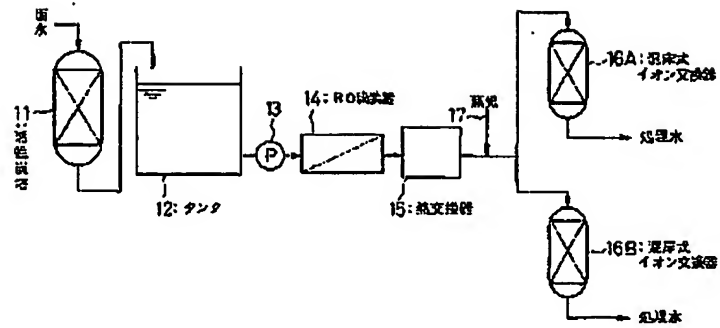 原水
11:活性炭塔
12:タンク
13
P
14:RO装置
15:熱交換器
17
蒸気
16A:混床式
イオン交換器
処理水
16B:混床式
イオン交換器
処理水